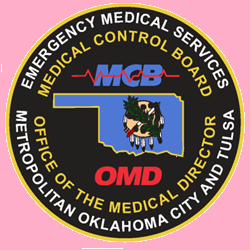 EMERGENCY MEDICAL SERVICES
MEDICAL CONTROL BOARD
MCB
OMD
OFFICE OF THE MEDICAL DIRECTOR
METROPOLITAN OKLAHOMA CITY AND TULSA